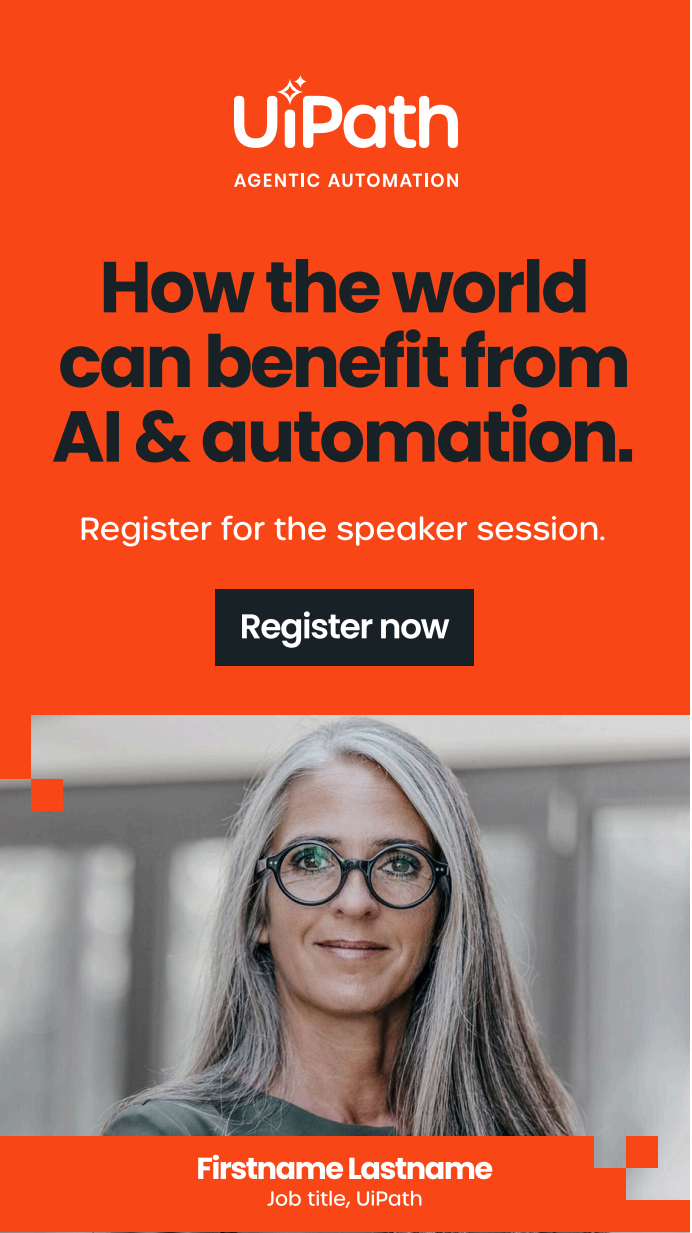 UiPath
AGENTIC AUTOMATION
How the world
can benefit from
AI & automation.
Register for the speaker session.
Register now
Firstname Lastname
Job title, UiPath